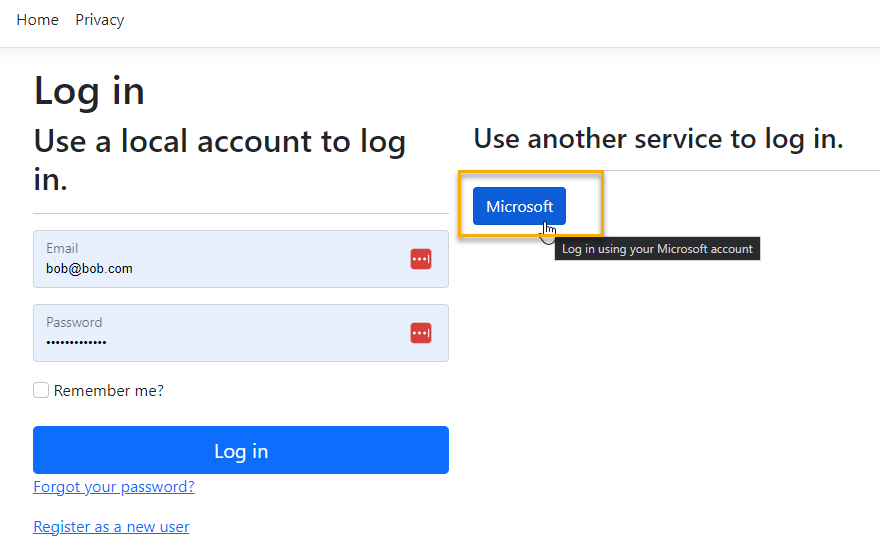 Home Privacy
Log in
Use a local account to log
in.
Email
bob@bob.com
Password
•••••••••••••
Remember me?
Log in
Forgot your password?
Register as a new user
Use another service to log in.
Microsoft
Log in using your Microsoft account